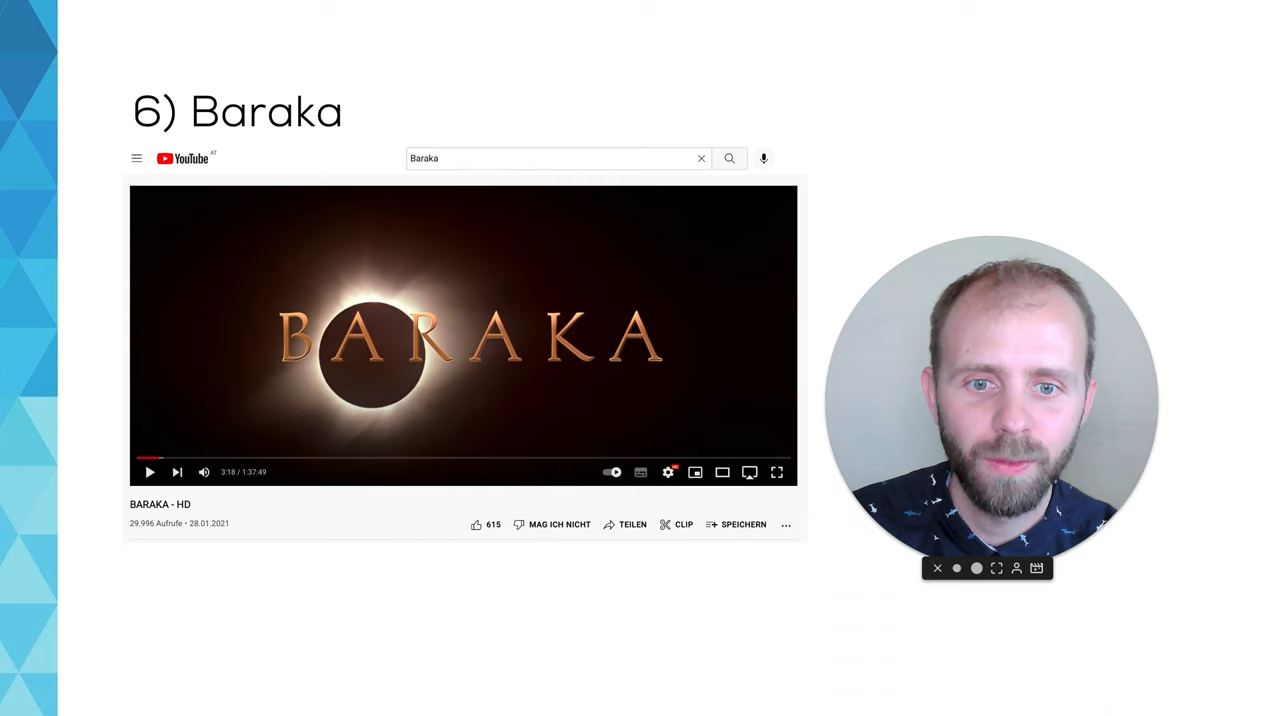 6) Baraka
YouTube AT
Baraka
BARAKA
3:18 / 1:37:49
HD
BARAKA - HD
29.996 Aufrufe • 28.01.2021
615 MAG ICH NICHT TEILEN CLIP SPEICHERN ...